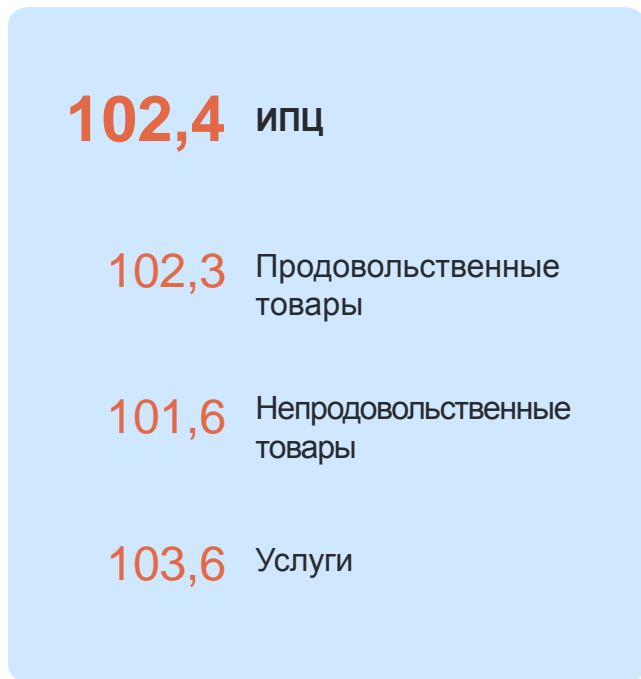 102,4 ИПЦ
102,3 Продовольственные
товары
101,6 Непродовольственные
товары
103,6 Услуги